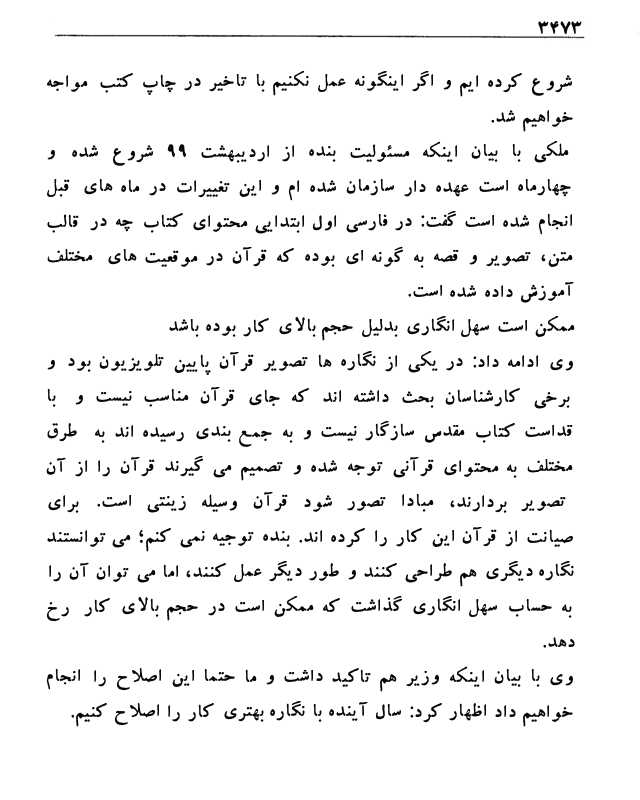 ۳۴۷۳
شروع کرده ایم و اگر اینگونه عمل نکنیم با تاخیر در چاپ کتب مواجه
خواهیم شد.
ملکی با بیان اینکه مسئولیت بنده از اردیبهشت ۹۹ شروع شده و
چهارماه است عهده دار سازمان شده ام و این تغییرات در ماه های قبل
انجام شده است گفت: در فارسی اول ابتدایی محتوای کتاب چه در قالب
متن، تصویر و قصه به گونه ای بوده که قرآن در موقعیت های مختلف
آموزش داده شده است.
ممکن است سهل انگاری بدلیل حجم بالای کار بوده باشد
وی ادامه داد: در یکی از نگاره ها تصویر قرآن پایین تلویزیون بود و
برخی کارشناسان بحث داشته اند که جای قرآن مناسب نیست و با
قداست کتاب مقدس سازگار نیست و به جمع بندی رسیده اند به طرق
مختلف به محتوای قرآنی توجه شده و تصمیم می گیرند قرآن را از آن
تصویر بردارند، مبادا تصور شود قرآن وسیله زینتی است. برای
صیانت از قرآن این کار را کرده اند. بنده توجیه نمی کنم؛ می توانستند
نگاره دیگری هم طراحی کنند و طور دیگر عمل کنند، اما می توان آن را
به حساب سهل انگاری گذاشت که ممکن است در حجم بالای کار رخ
دهد.
وی با بیان اینکه وزیر هم تاکید داشت و ما حتما این اصلاح را انجام
خواهیم داد اظهار کرد: سال آینده با نگاره بهتری کار را اصلاح کنیم.